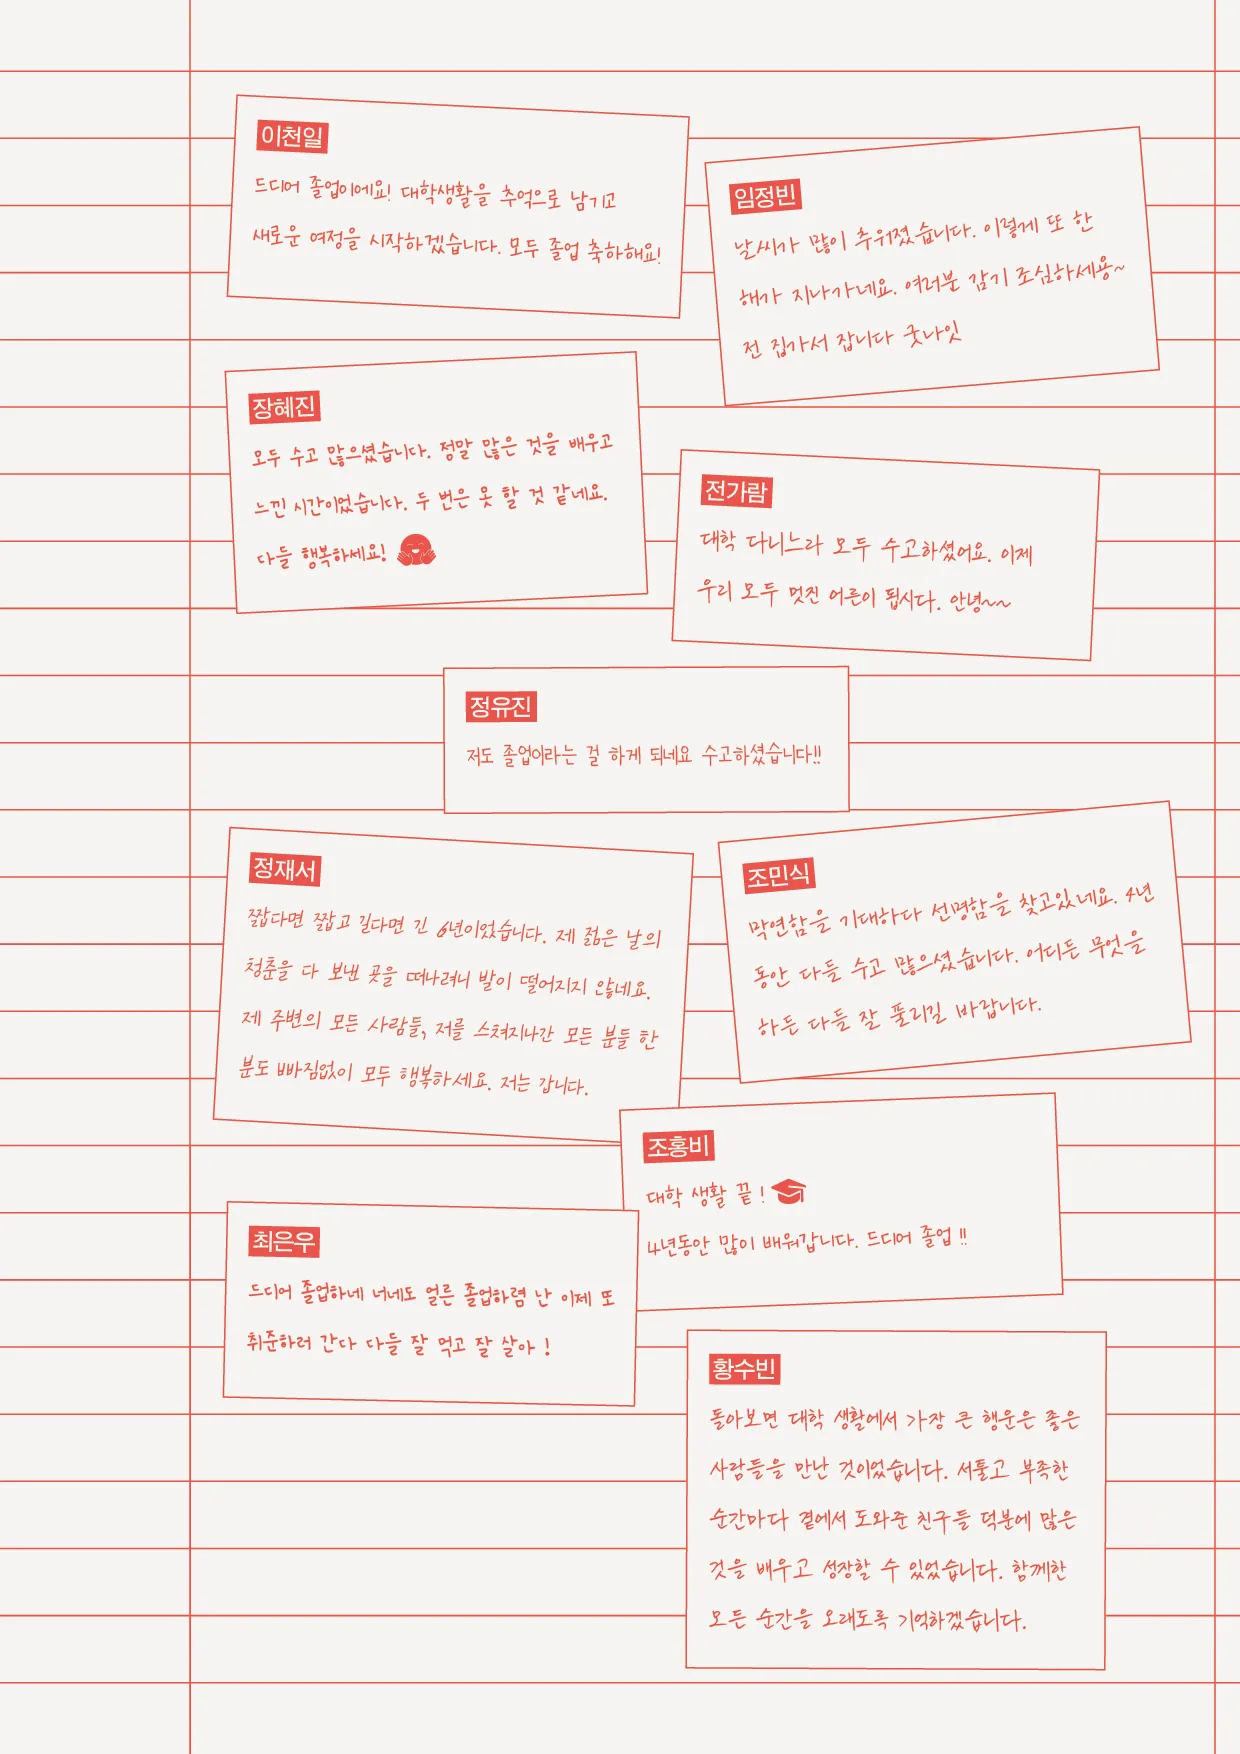 이천일
드디어 졸업이에요! 대학생활을 추억으로 남기고
새로운 여정을 시작하겠습니다. 모두 졸업 축하해요!
임정빈
날씨가 많이 추워졌습니다. 이렇게 또 한
해가 지나가네요. 여러분 감기 조심하세용~
전 집가서 잡니다 굿나잇
장혜진
모두 수고 많으셨습니다. 정말 많은 것을 배우고
느낀 시간이었습니다. 두 번은 못 할 것 같네요.
다들 행복하세요! 🤗
전가람
대학 다니느라 모두 수고하셨어요. 이제
우리 모두 멋진 어른이 됩시다. 안녕~~
정유진
저도 졸업이라는 걸 하게 되네요 수고하셨습니다!!
정재서
짧다면 짧고 길다면 긴 6년이었습니다. 제 젊은 날의
청춘을 다 보낸 곳을 떠나려니 발이 떨어지지 않네요.
제 주변의 모든 사람들, 저를 스쳐지나간 모든 분들 한
분도 빠짐없이 모두 행복하세요. 저는 갑니다.
조민식
막연함을 기대하다 선명함을 찾고있네요. 4년
동안 다들 수고 많으셨습니다. 어디든 무엇을
하든 다들 잘 풀리길 바랍니다.
조홍비
대학 생활 끝! 🎓
4년동안 많이 배워갑니다. 드디어 졸업!!
최은우
드디어 졸업하네 너네도 얼른 졸업하렴 난 이제 또
취준하러 간다 다들 잘 먹고 잘 살아!
황수빈
돌아보면 대학 생활에서 가장 큰 행운은 좋은
사람들을 만난 것이었습니다. 서툴고 부족한
순간마다 곁에서 도와준 친구들 덕분에 많은
것을 배우고 성장할 수 있었습니다. 함께한
모든 순간을 오래도록 기억하겠습니다.